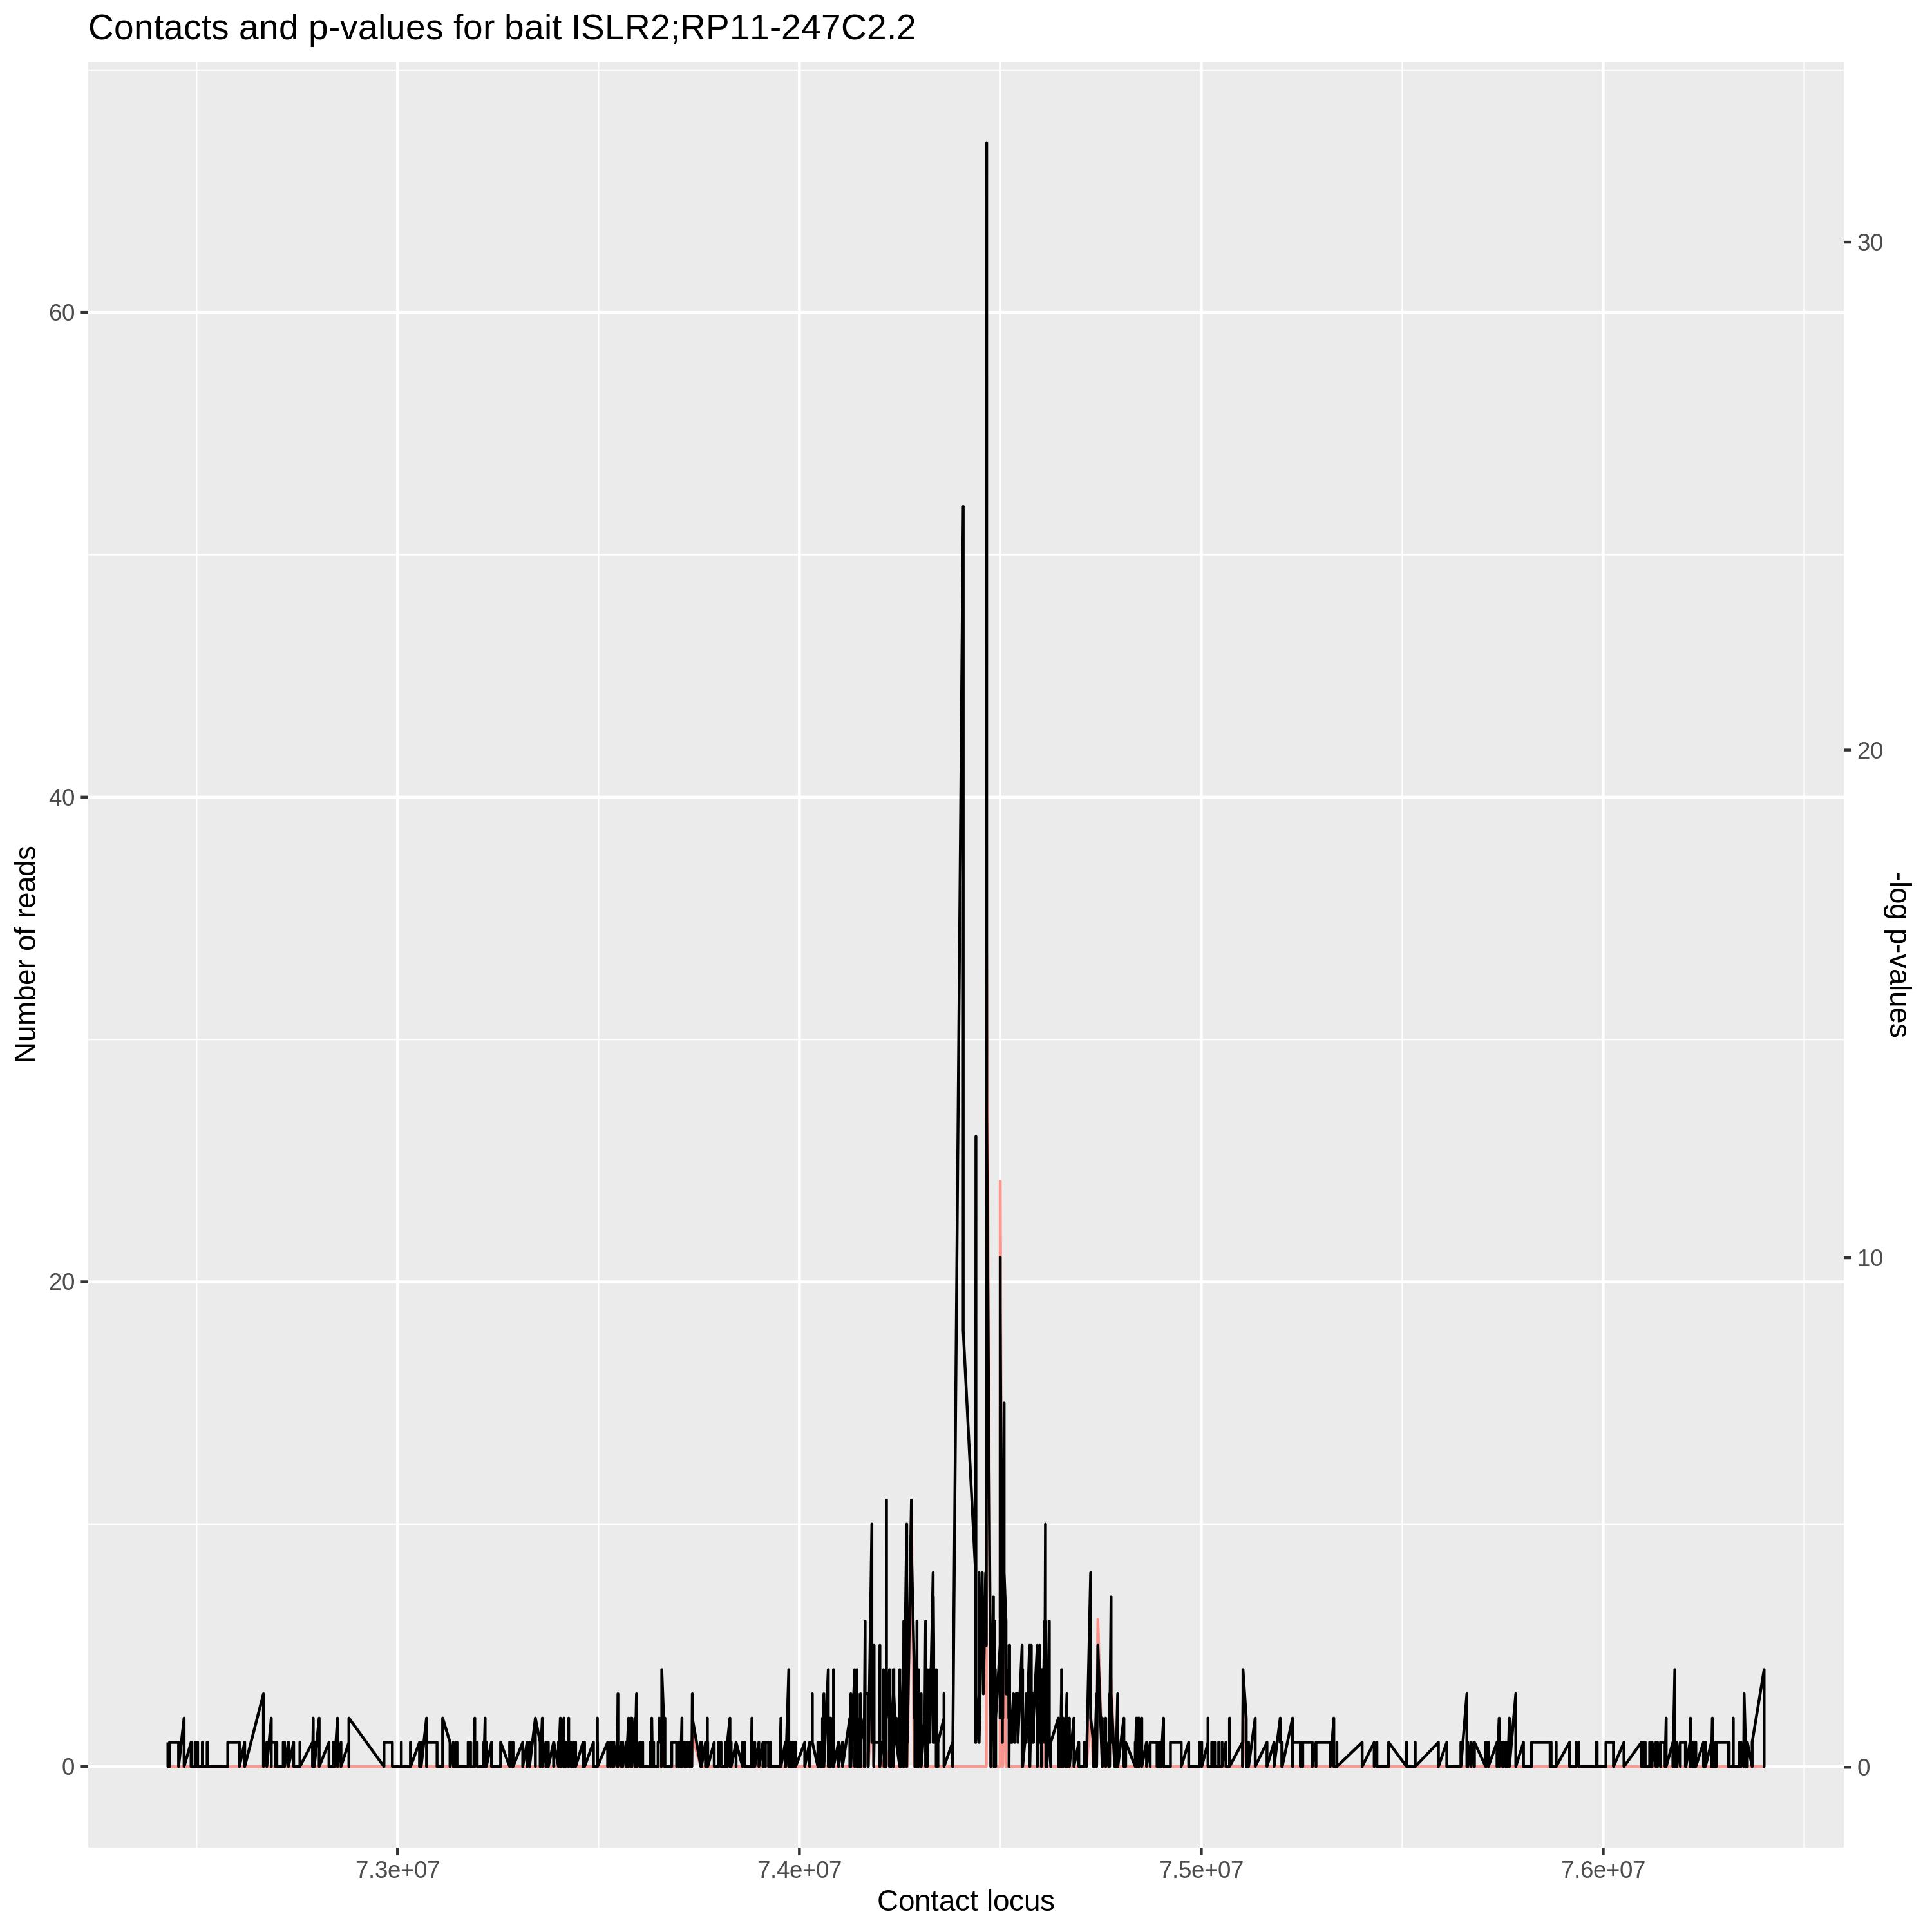 Contacts and p-values for bait ISLR2;RP11-247C2.2
60
40
20
0
Number of reads
30
20
10
0
-log p-values
7.3e+07
7.4e+07
7.5e+07
7.6e+07
Contact locus